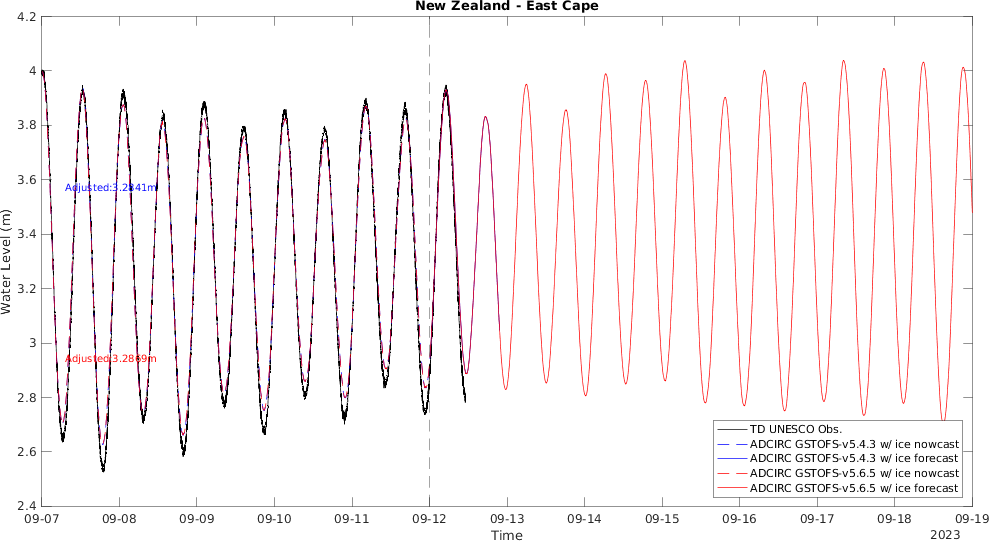 New Zealand - East Cape
4.2
4
3.8
3.6
3.4
3.2
3
2.8
2.6
2.4
Water Level (m)
Adjusted:3.2841m
Adjusted:3.2869m
TD UNESCO Obs.
ADCIRC GSTOFS-v5.4.3 w/ ice nowcast
ADCIRC GSTOFS-v5.4.3 w/ ice forecast
ADCIRC GSTOFS-v5.6.5 w/ ice nowcast
ADCIRC GSTOFS-v5.6.5 w/ ice forecast
09-07 09-08 09-09 09-10 09-11 09-12 09-13 09-14 09-15 09-16 09-17 09-18 09-19
Time
2023